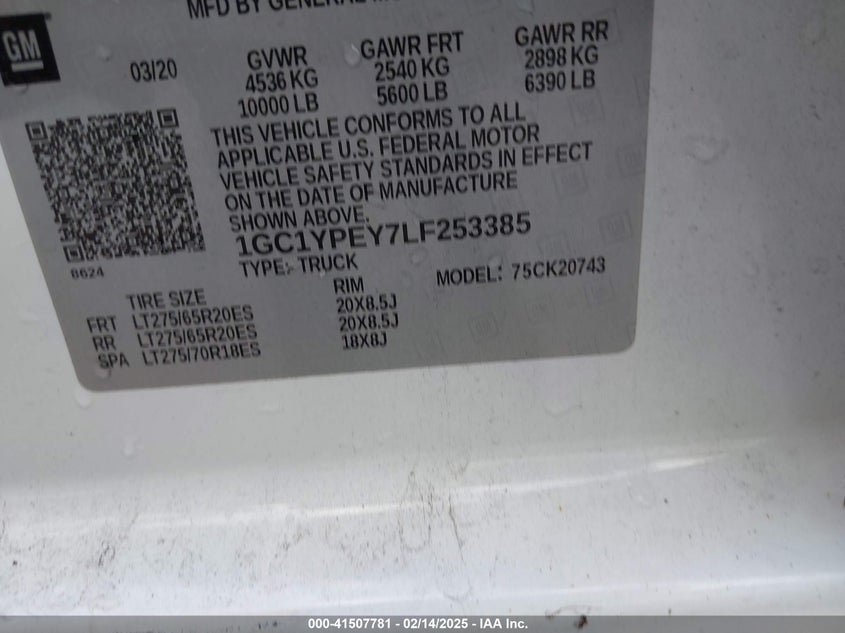 MFD BY GENERAL
GM
03/20
GVWR
4536 KG
10000 LB
GAWR FRT
2540 KG
5600 LB
GAWR RR
2898 KG
6390 LB
THIS VEHICLE CONFORMS TO ALL
APPLICABLE U.S. FEDERAL MOTOR
VEHICLE SAFETY STANDARDS IN EFFECT
ON THE DATE OF MANUFACTURE
SHOWN ABOVE.
1GC1YPEY7LF253385
8624
TYPE: TRUCK
MODEL: 75CK20743
TIRE SIZE RIM
FRT LT275/65R20ES 20X8.5J
RR LT275/65R20ES 20X8.5J
SPA LT275/70R18ES 18X8J
000-41507781 - 02/14/2025 - IAA Inc.